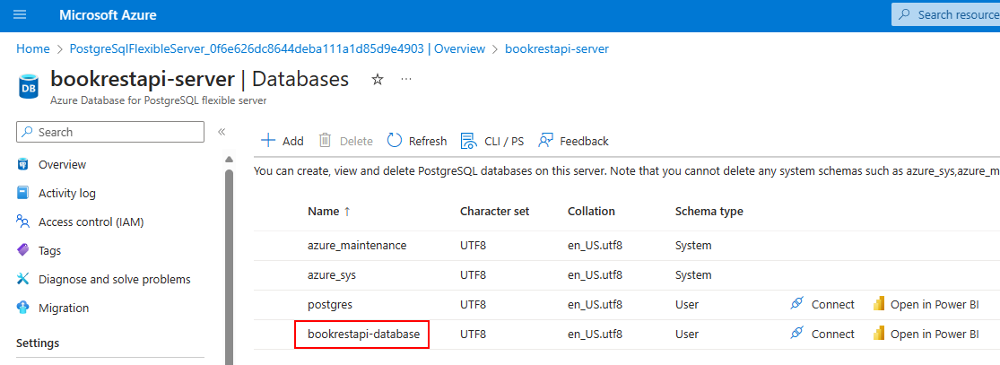 Microsoft Azure
Search resource
Home > PostgreSqlFlexibleServer_0f6e626dc8644deba111a1d85d9e4903 | Overview > bookrestapi-server
DB
bookrestapi-server | Databases
Azure Database for PostgreSQL flexible server
Search
Add Delete Refresh CLI / PS Feedback
Overview
Activity log
Access control (IAM)
Tags
Diagnose and solve problems
Migration
Settings
You can create, view and delete PostgreSQL databases on this server. Note that you cannot delete any system schemas such as azure_sys,azure_m
Name ↑ Character set Collation Schema type
azure_maintenance UTF8 en_US.utf8 System
azure_sys UTF8 en_US.utf8 System
postgres UTF8 en_US.utf8 User Connect Open in Power BI
bookrestapi-database UTF8 en_US.utf8 User Connect Open in Power BI